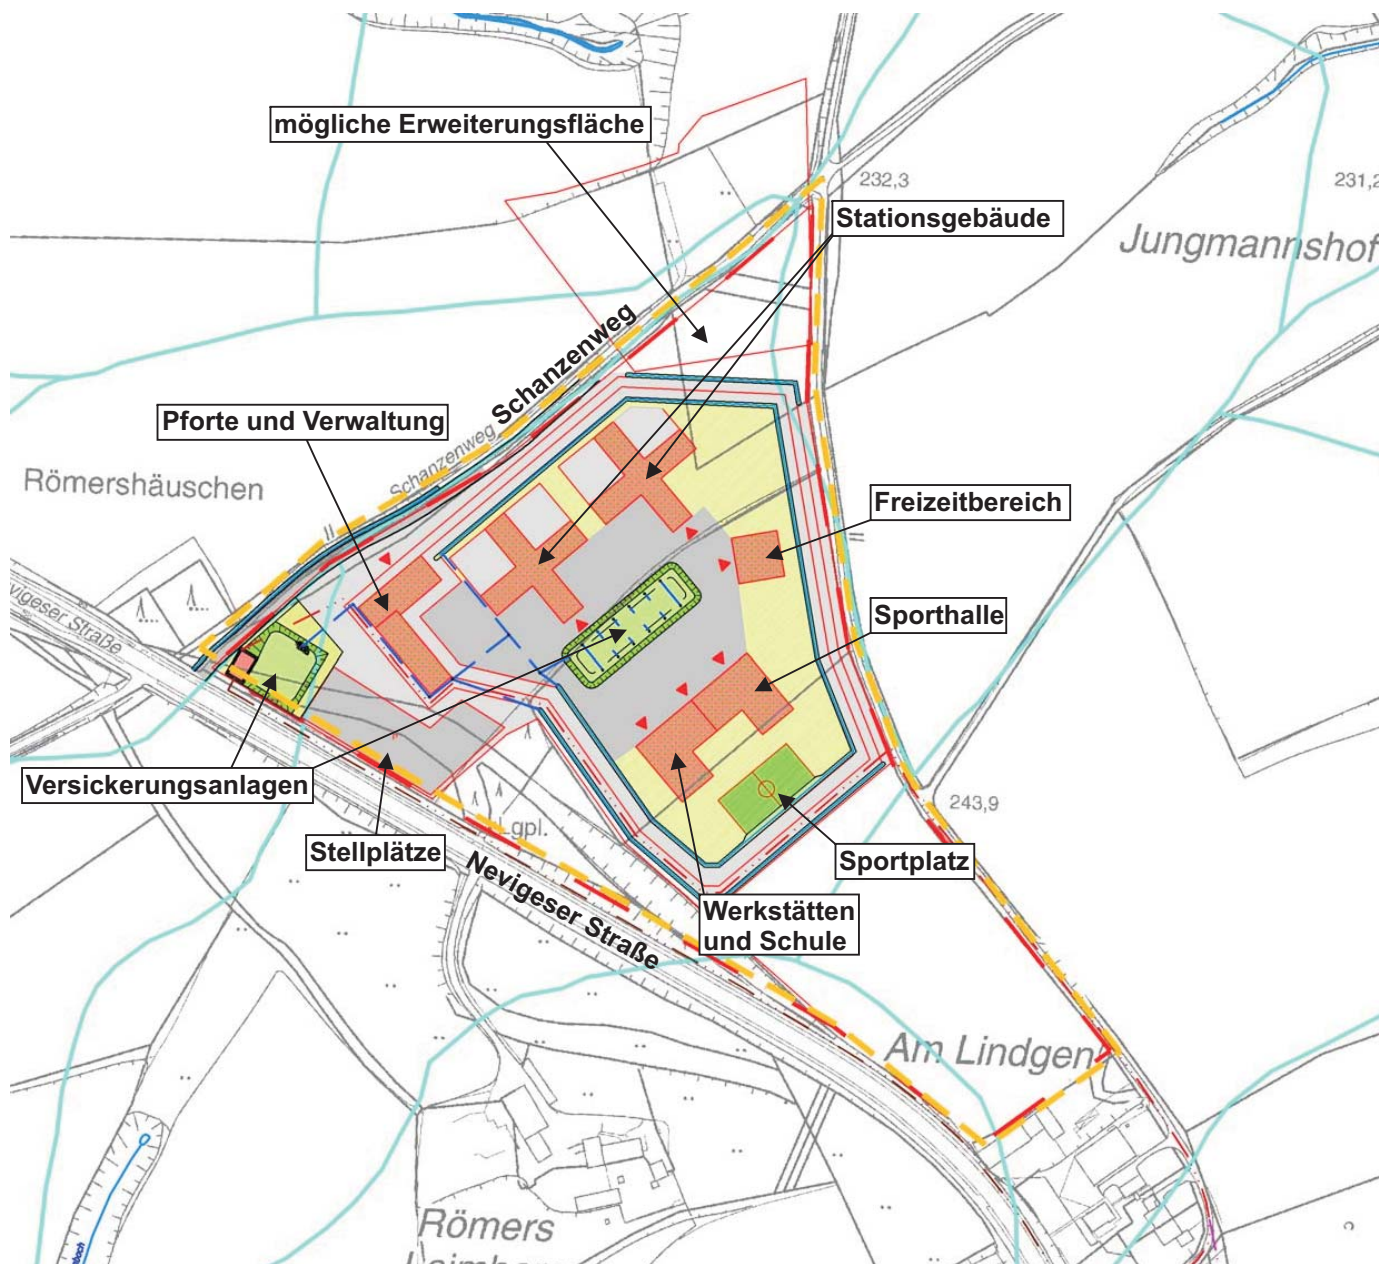 mögliche Erweiterungsfläche
232,3
231,2
Stationsgebäude
Jungmannshof
Schanzenweg
Pforte und Verwaltung
Schanzenweg
Römershäuschen
Freizeitbereich
Sporthalle
Versickerungsanlagen
243,9
Lgpl.
Stellplätze
Sportplatz
Nevigeser Straße
Werkstätten
und Schule
Am Lindgen
Römers